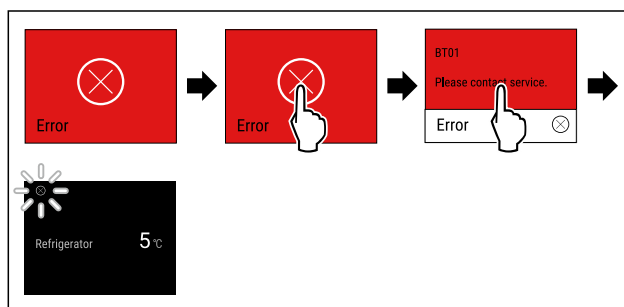 Error
Error
BT01
Please contact service.
Error
Refrigerator 5 °C